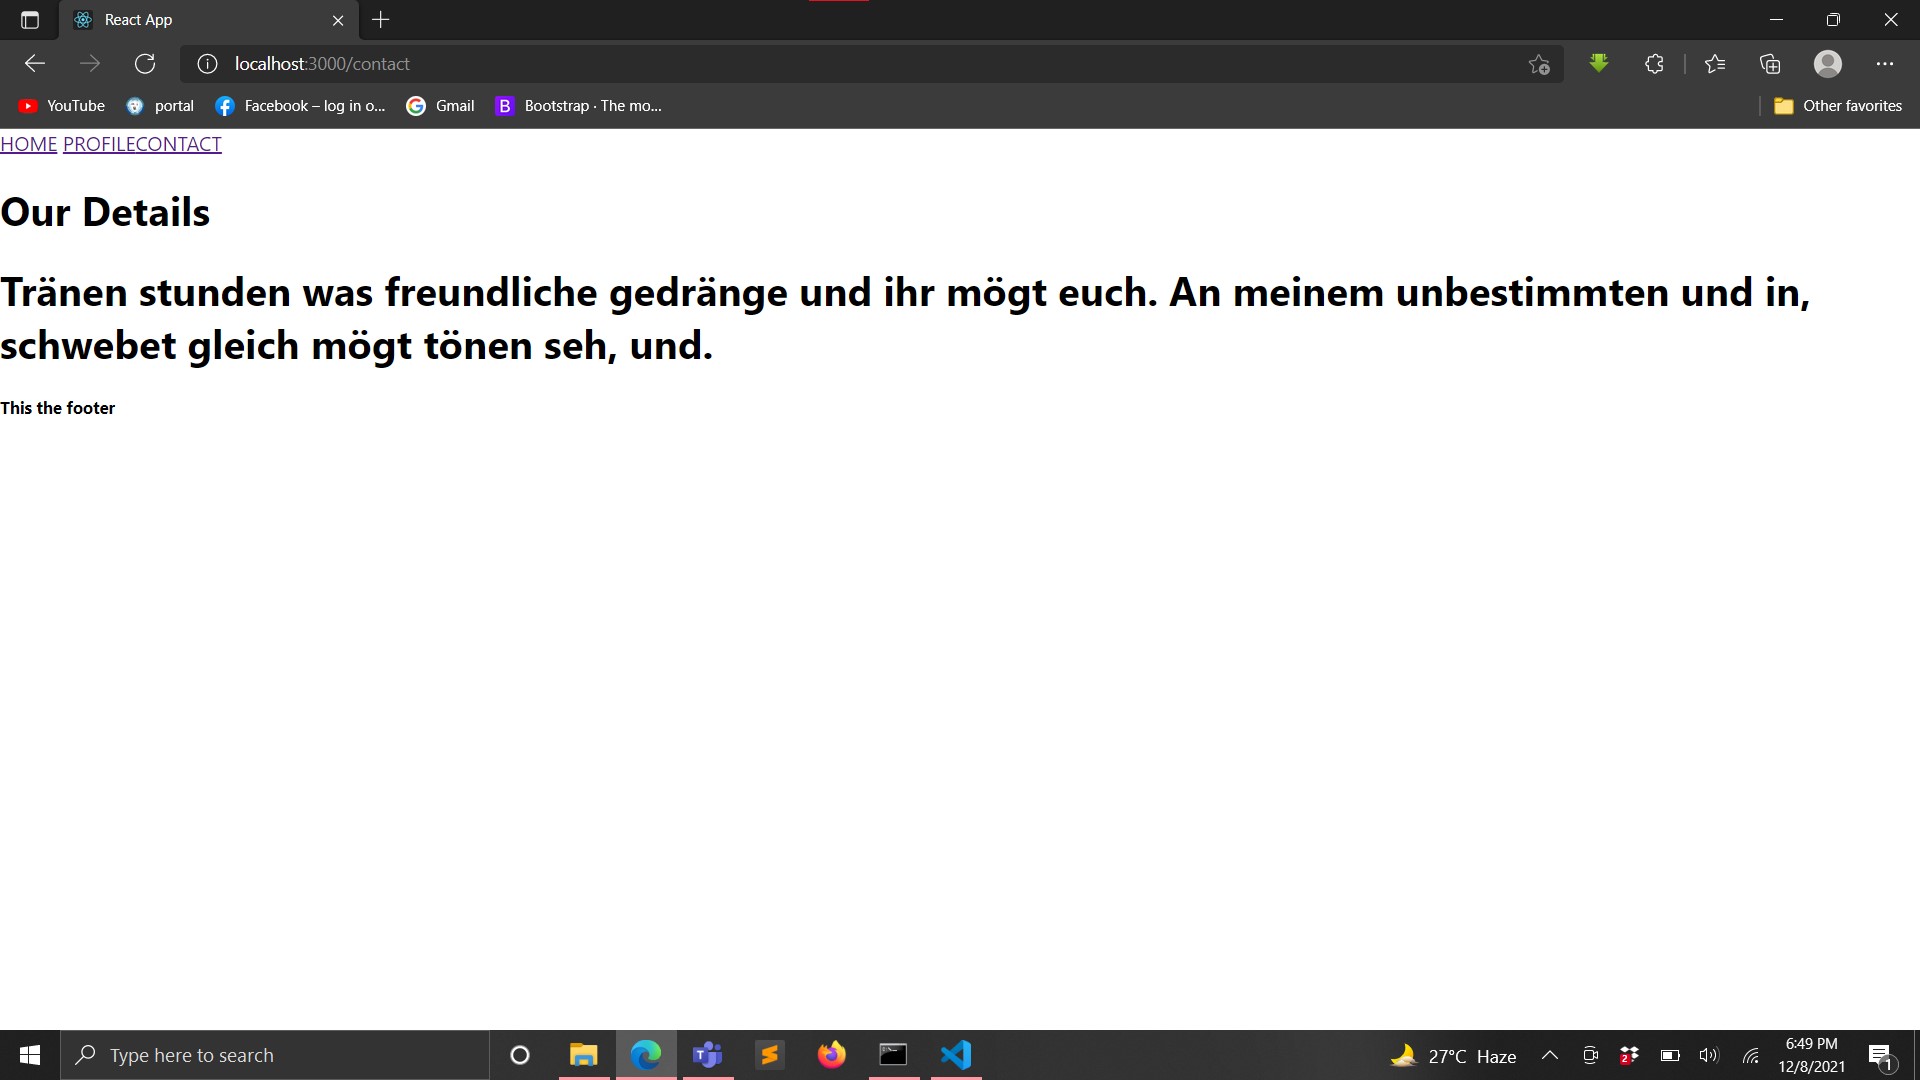 React App
localhost:3000/contact
YouTube portal Facebook – log in o... Gmail B Bootstrap · The mo... Other favorites
HOME PROFILECONTACT
Our Details
Tränen stunden was freundliche gedränge und ihr mögt euch. An meinem unbestimmten und in,
schwebet gleich mögt tönen seh, und.
This the footer
Type here to search
27°C Haze
2
6:49 PM
12/8/2021
1